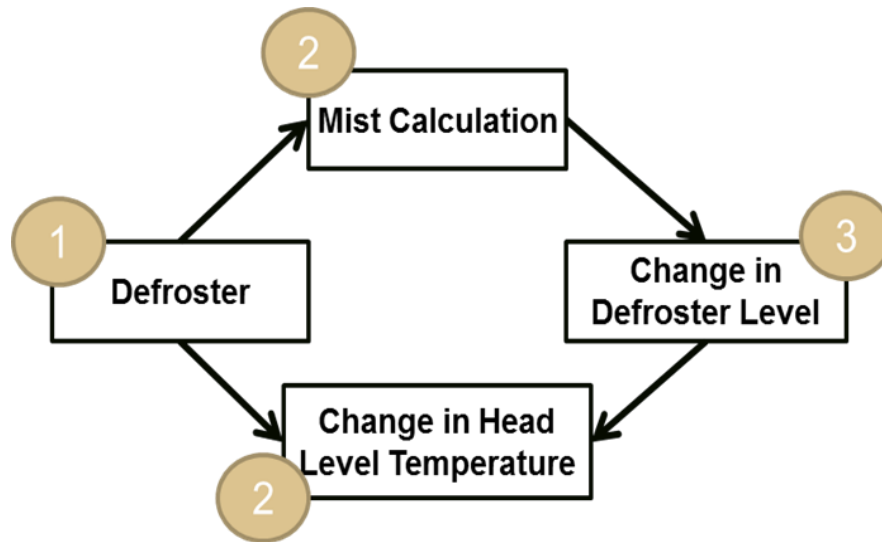 2
Mist Calculation
1
Defroster
3
Change in
Defroster Level
Change in Head
Level Temperature
2